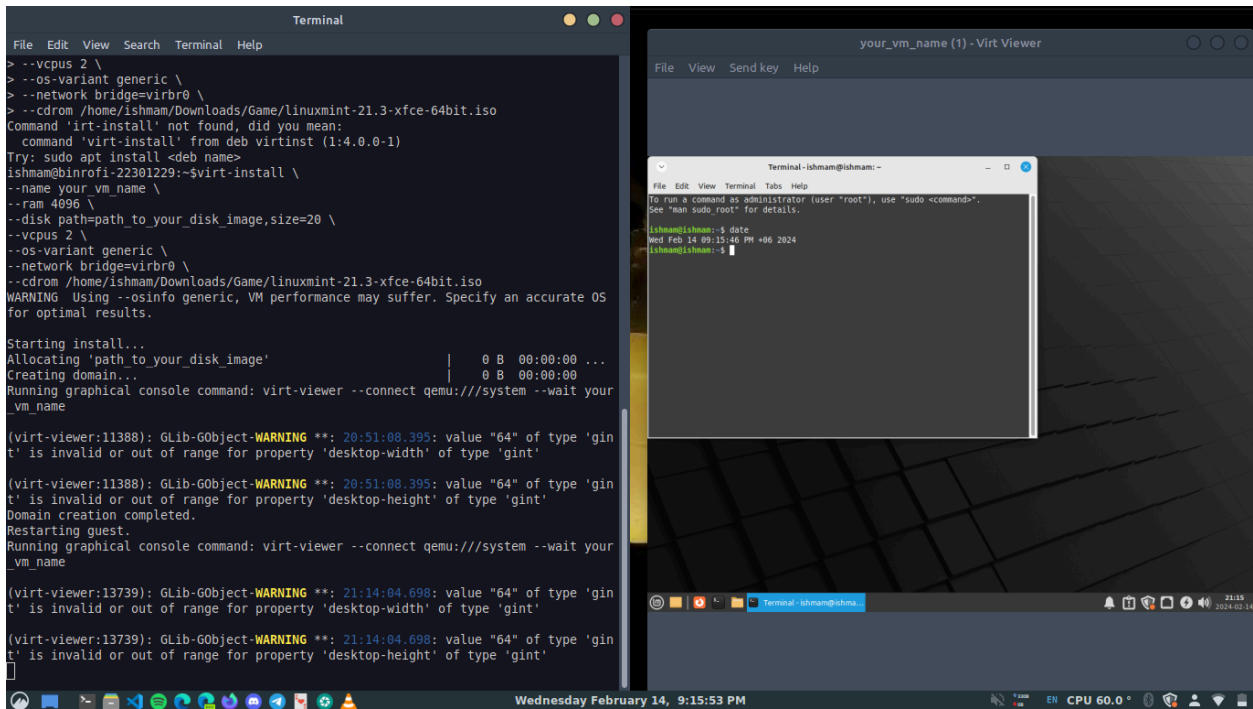 Terminal
File Edit View Search Terminal Help
> --vcpus 2 \
> --os-variant generic \
> --network bridge=virbr0 \
> --cdrom /home/ishmam/Downloads/Game/linuxmint-21.3-xfce-64bit.iso
Command 'irt-install' not found, did you mean:
  command 'virt-install' from deb virtinst (1:4.0.0-1)
Try: sudo apt install <deb name>
ishmam@binrofi-22301229:~$virt-install \
--name your_vm_name \
--ram 4096 \
--disk path=path_to_your_disk_image,size=20 \
--vcpus 2 \
--os-variant generic \
--network bridge=virbr0 \
--cdrom /home/ishmam/Downloads/Game/linuxmint-21.3-xfce-64bit.iso
WARNING  Using --osinfo generic, VM performance may suffer. Specify an accurate OS
for optimal results.
Starting install...
Allocating 'path_to_your_disk_image' | 0 B 00:00:00 ...
Creating domain... | 0 B 00:00:00
Running graphical console command: virt-viewer --connect qemu:///system --wait your
_vm_name
(virt-viewer:11388): GLib-GObject-WARNING **: 20:51:08.395: value "64" of type 'gin
t' is invalid or out of range for property 'desktop-width' of type 'gint'
(virt-viewer:11388): GLib-GObject-WARNING **: 20:51:08.395: value "64" of type 'gin
t' is invalid or out of range for property 'desktop-height' of type 'gint'
Domain creation completed.
Restarting guest.
Running graphical console command: virt-viewer --connect qemu:///system --wait your
_vm_name
(virt-viewer:13739): GLib-GObject-WARNING **: 21:14:04.698: value "64" of type 'gin
t' is invalid or out of range for property 'desktop-width' of type 'gint'
(virt-viewer:13739): GLib-GObject-WARNING **: 21:14:04.698: value "64" of type 'gin
t' is invalid or out of range for property 'desktop-height' of type 'gint'
your_vm_name (1) - Virt Viewer
File View Send key Help
Terminal - ishmam@ishmam: ~
File Edit View Terminal Tabs Help
To run a command as administrator (user "root"), use "sudo <command>".
See "man sudo_root" for details.
ishmam@ishmam:~$ date
Wed Feb 14 09:15:46 PM +06 2024
ishmam@ishmam:~$
Terminal - ishmam@ishma...
21:15
2024-02-14
Wednesday February 14, 9:15:53 PM
EN CPU 60.0 °